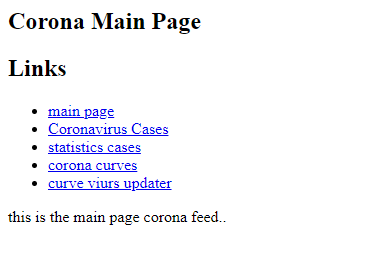 Corona Main Page
Links
main page
Coronavirus Cases
statistics cases
corona curves
curve viurs updater
this is the main page corona feed..